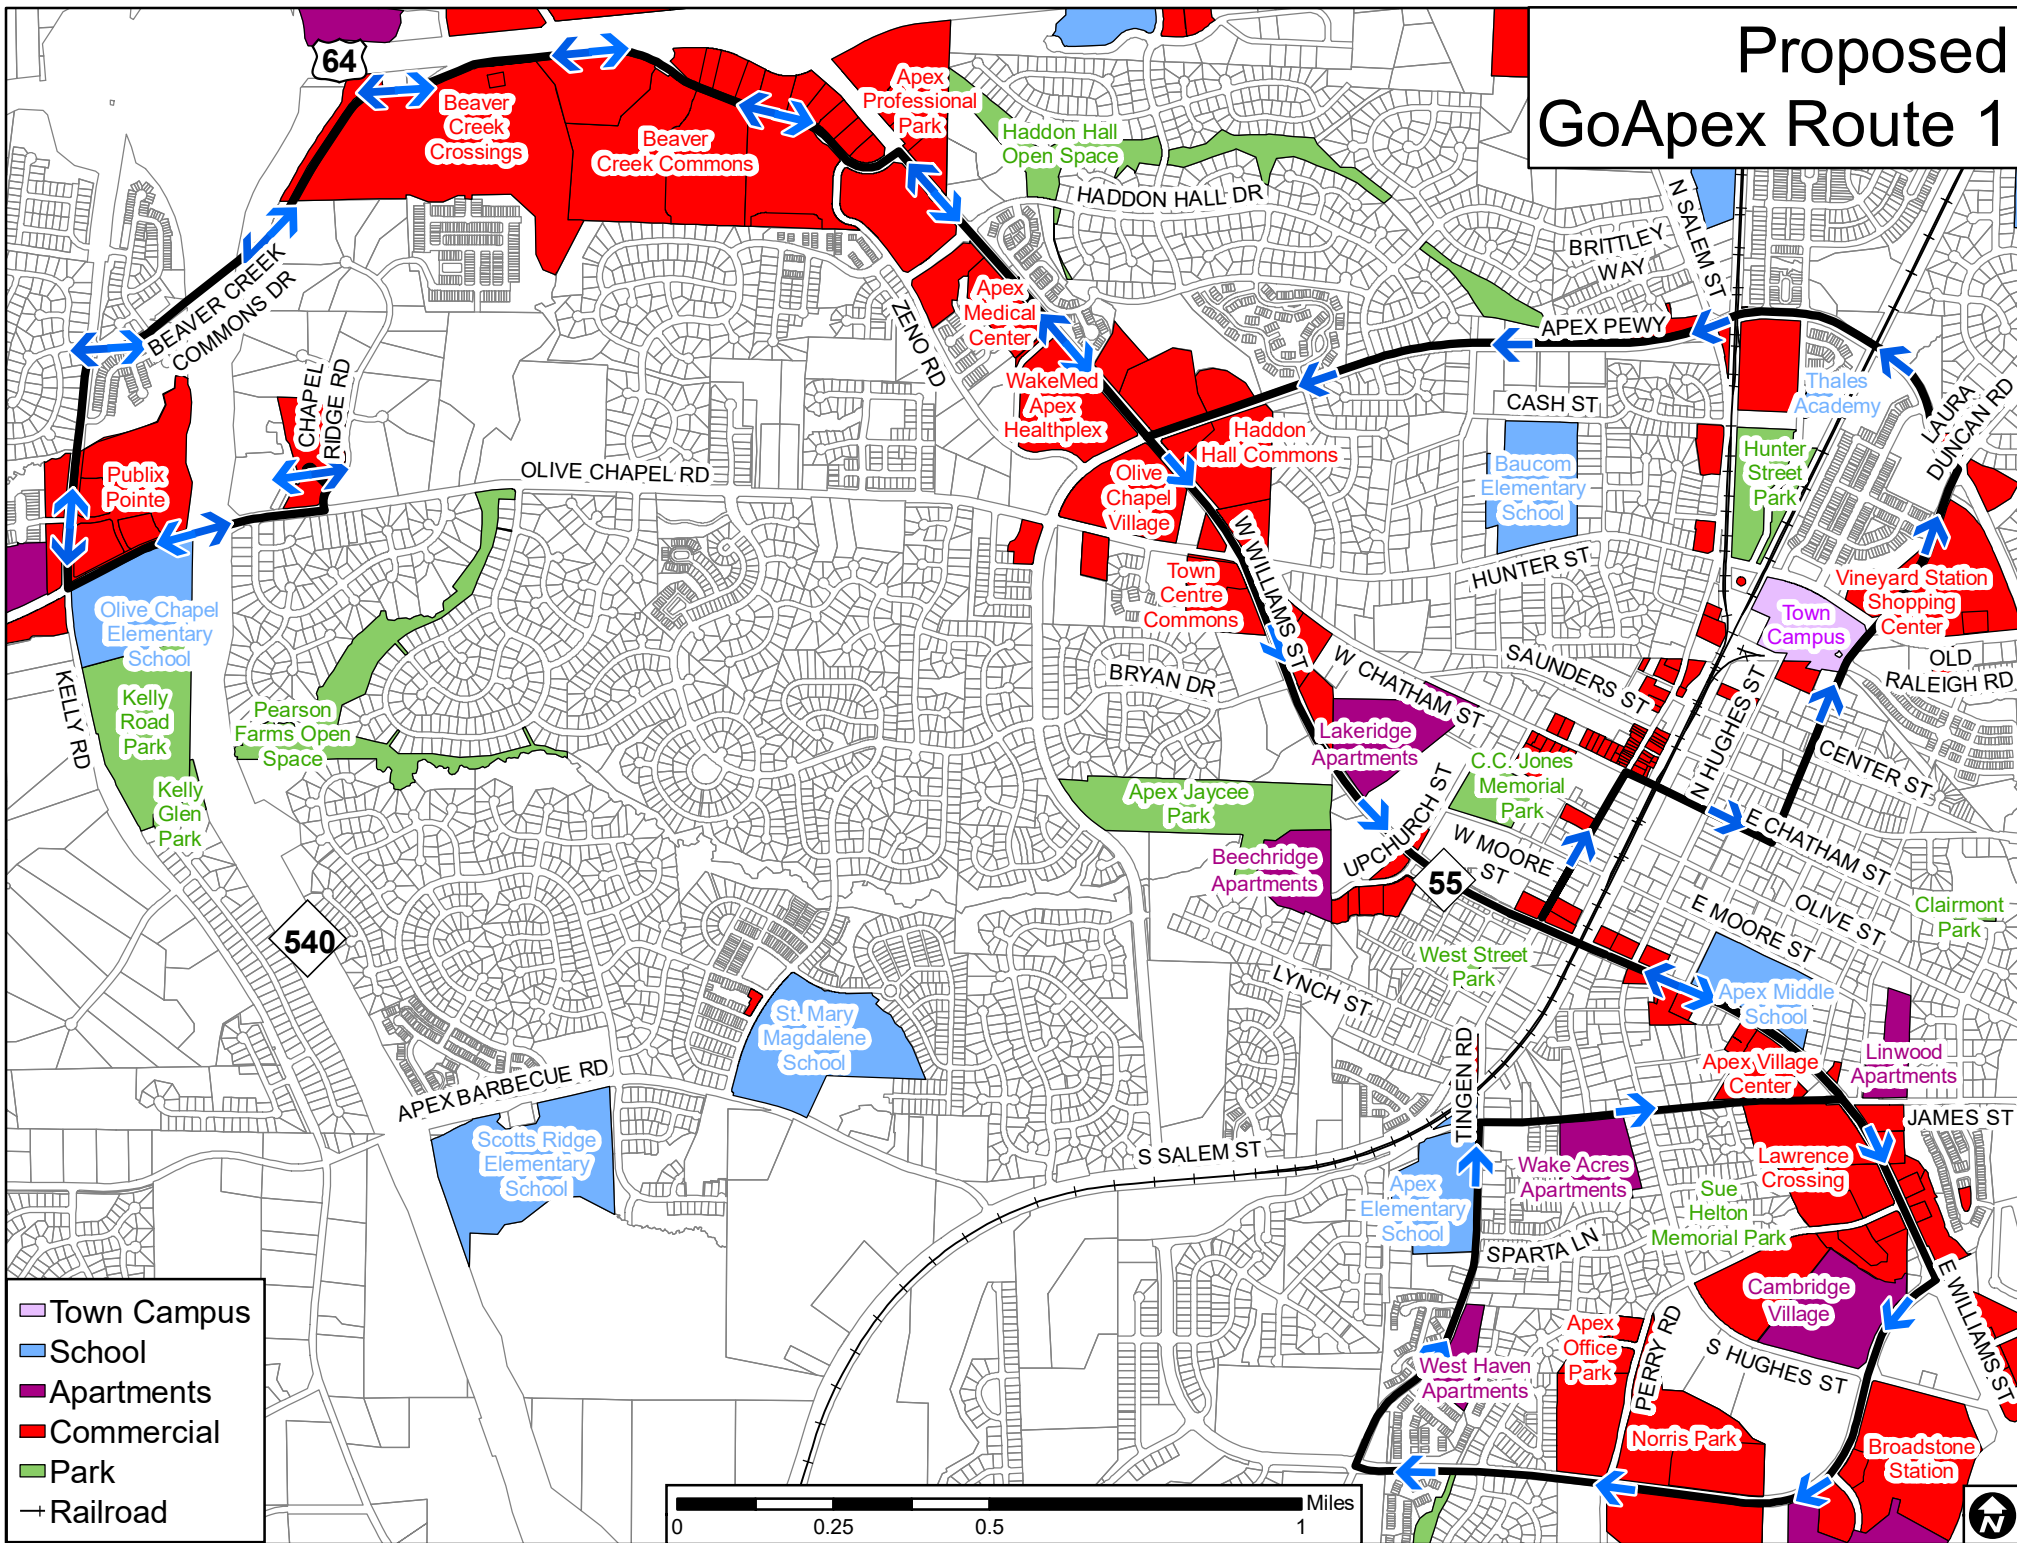 Proposed
GoApex Route 1
64
Beaver
Creek
Crossings
Beaver
Creek Commons
Apex
Professional
Park
Haddon Hall
Open Space
HADDON HALL DR
N SALEM ST
BRITTLEY
WAY
APEX PEWY
BEAVER CREEK
COMMONS DR
ZENO RD
Apex
Medical
Center
WakeMed
Apex
Healthplex
Haddon
Hall Commons
Olive
Chapel
Village
CASH ST
Thales
Academy
LAURA
DUNCAN RD
CHAPEL
RIDGE RD
Publix
Pointe
OLIVE CHAPEL RD
Baucom
Elementary
School
Hunter
Street
Park
HUNTER ST
Town
Centre
Commons
W WILLIAMS ST
Vineyard Station
Shopping
Center
Town
Campus
OLD
RALEIGH RD
Olive Chapel
Elementary
School
KELLY RD
Kelly
Road
Park
Kelly
Glen
Park
Pearson
Farms Open
Space
BRYAN DR
W CHATHAM ST
SAUNDERS ST
N HUGHES ST
CENTER ST
Lakeridge
Apartments
C.C. Jones
Memorial
Park
Apex Jaycee
Park
UPCHURCH ST
W MOORE
ST
E CHATHAM ST
Beechridge
Apartments
55
E MOORE ST
OLIVE ST
Clairmont
Park
540
West Street
Park
LYNCH ST
Apex Middle
School
St. Mary
Magdalene
School
TINGEN RD
Apex Village
Center
Linwood
Apartments
JAMES ST
APEX BARBECUE RD
Scotts Ridge
Elementary
School
S SALEM ST
Apex
Elementary
School
Wake Acres
Apartments
Lawrence
Crossing
Sue
Helton
Memorial Park
SPARTA LN
Cambridge
Village
E WILLIAMS ST
Apex
Office
Park
PERRY RD
S HUGHES ST
West Haven
Apartments
Norris Park
Broadstone
Station
Town Campus
School
Apartments
Commercial
Park
Railroad
Miles
0
0.25
0.5
1
N